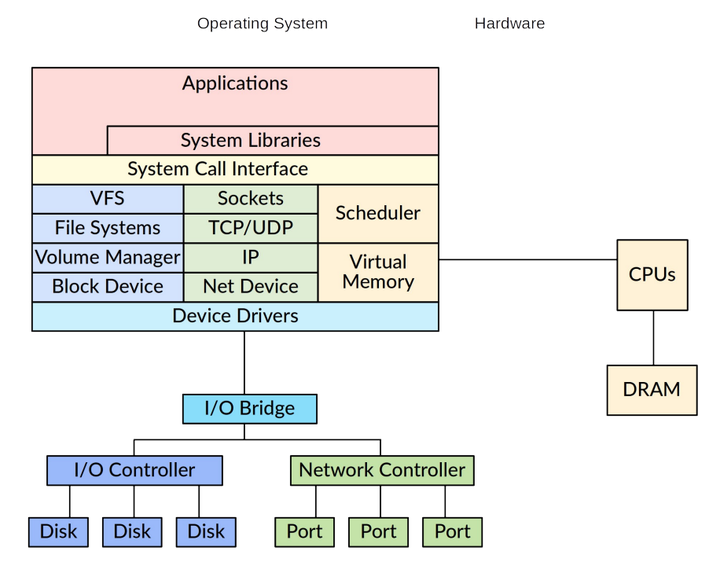 Operating System
Hardware
Applications
System Libraries
System Call Interface
VFS
Sockets
Scheduler
File Systems
TCP/UDP
Volume Manager
IP
Virtual
Memory
Block Device
Net Device
Device Drivers
CPUs
DRAM
I/O Bridge
I/O Controller
Network Controller
Disk
Disk
Disk
Port
Port
Port